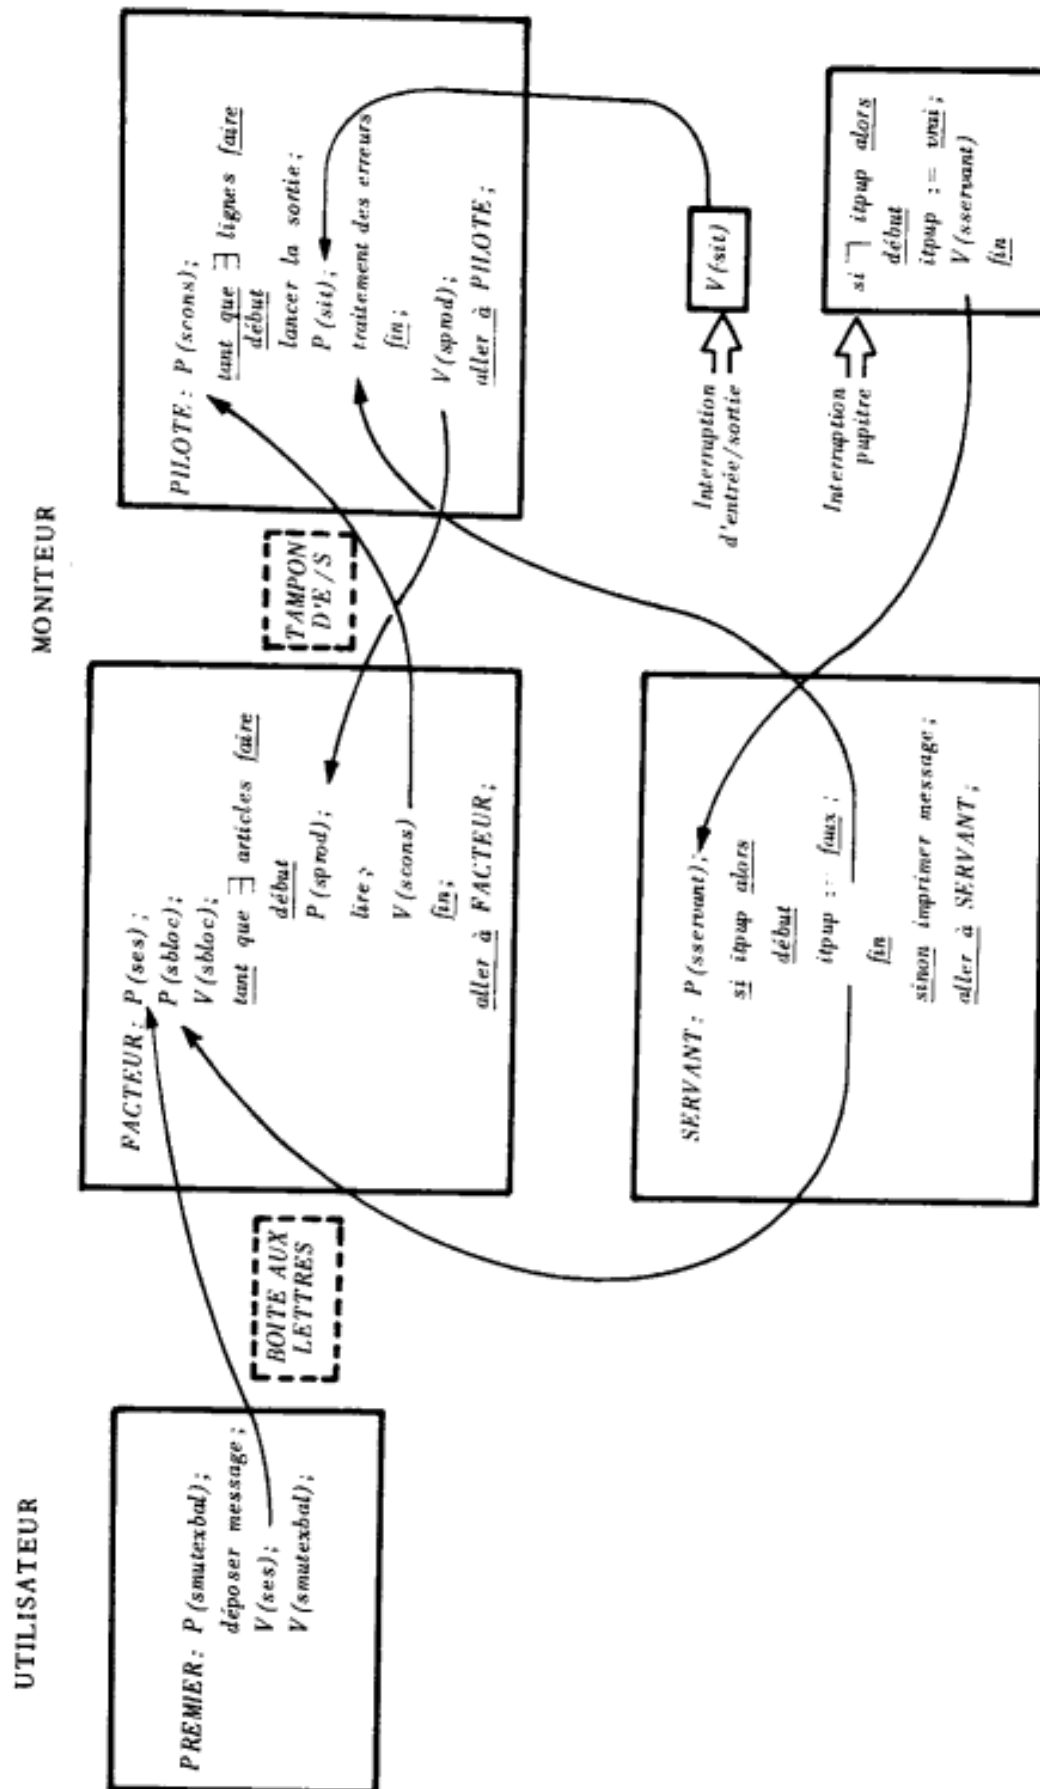 UTILISATEUR
MONITEUR
PREMIER: P(smutexbal);
déposer message;
V(ses);
V(smutexbal);
BOITE AUX
LETTRES
FACTEUR: P(ses);
P(sbloc);
V(sbloc);
tant que ∃ articles faire
début
P(sprod);
lire;
V(scons)
fin;
aller à FACTEUR;
TAMPON
D'E/S
PILOTE: P(scons);
tant que ∃ lignes faire
début
lancer la sortie;
P(sit);
traitement des erreurs
fin;
V(sprod);
aller à PILOTE;
SERVANT: P(sservant);
si itpup alors
début
itpup := faux;
fin
sinon imprimer message;
aller à SERVANT;
Interruption
d'entrée/sortie
V(sit)
Interruption
pupitre
si ⏋ itpup alors
début
itpup := vrai;
V(sservant)
fin